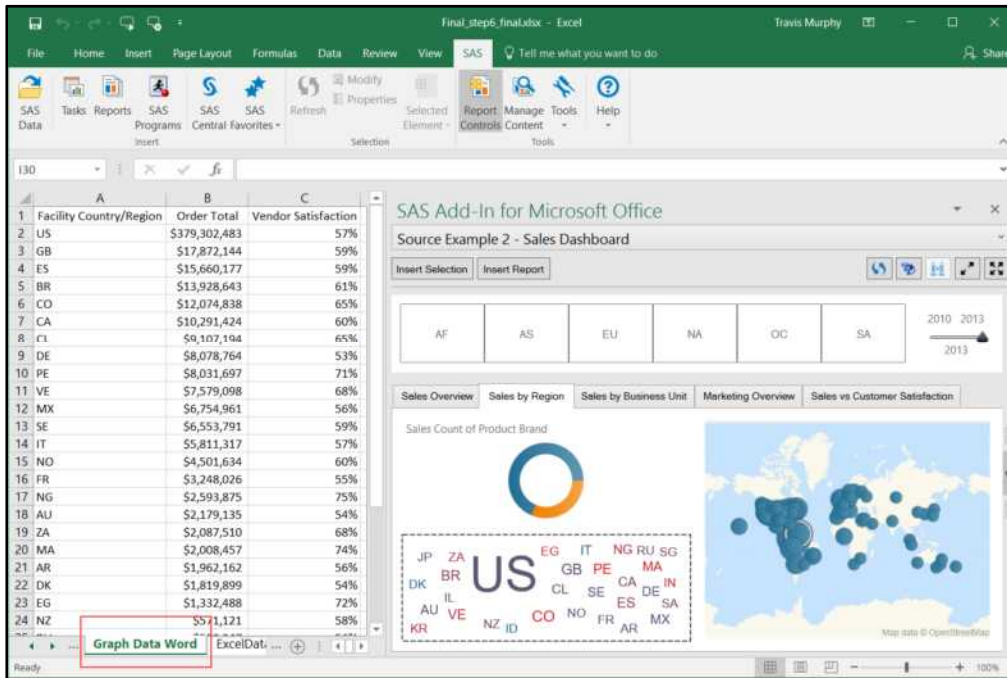 Final_step6_final.xlsx - Excel
Travis Murphy
File Home Insert Page Layout Formulas Data Review View SAS Tell me what you want to do Share
SAS Data
Tasks
Reports
SAS Programs
SAS Central
SAS Favorites
Refresh
Modify
Properties
Selected Element
Report Controls
Manage Content
Tools
Help
Insert
Selection
Tools
I30
fx
A B C
1 Facility Country/Region Order Total Vendor Satisfaction
2 US $379,302,483 57%
3 GB $17,872,144 59%
4 ES $15,660,177 59%
5 BR $13,928,643 61%
6 CO $12,074,838 65%
7 CA $10,291,424 60%
8 CL $9,107,194 65%
9 DE $8,078,764 53%
10 PE $8,031,697 71%
11 VE $7,579,098 68%
12 MX $6,754,961 56%
13 SE $6,553,791 59%
14 IT $5,811,317 57%
15 NO $4,501,634 60%
16 FR $3,248,026 55%
17 NG $2,593,875 75%
18 AU $2,179,135 54%
19 ZA $2,087,510 68%
20 MA $2,008,457 74%
21 AR $1,962,162 56%
22 DK $1,819,899 54%
23 EG $1,332,488 72%
24 NZ $571,121 58%
... Graph Data Word ExcelDat ...
Ready
100%
SAS Add-In for Microsoft Office
Source Example 2 - Sales Dashboard
Insert Selection Insert Report
AF AS EU NA OC SA
2010 2013
2013
Sales Overview Sales by Region Sales by Business Unit Marketing Overview Sales vs Customer Satisfaction
Sales Count of Product Brand
JP ZA US EG IT NG RU SG
DK BR GB PE MA
IL CL SE CA DE IN
AU VE CO NO ES SA
KR NZ ID FR AR MX
Map data © OpenStreetMap